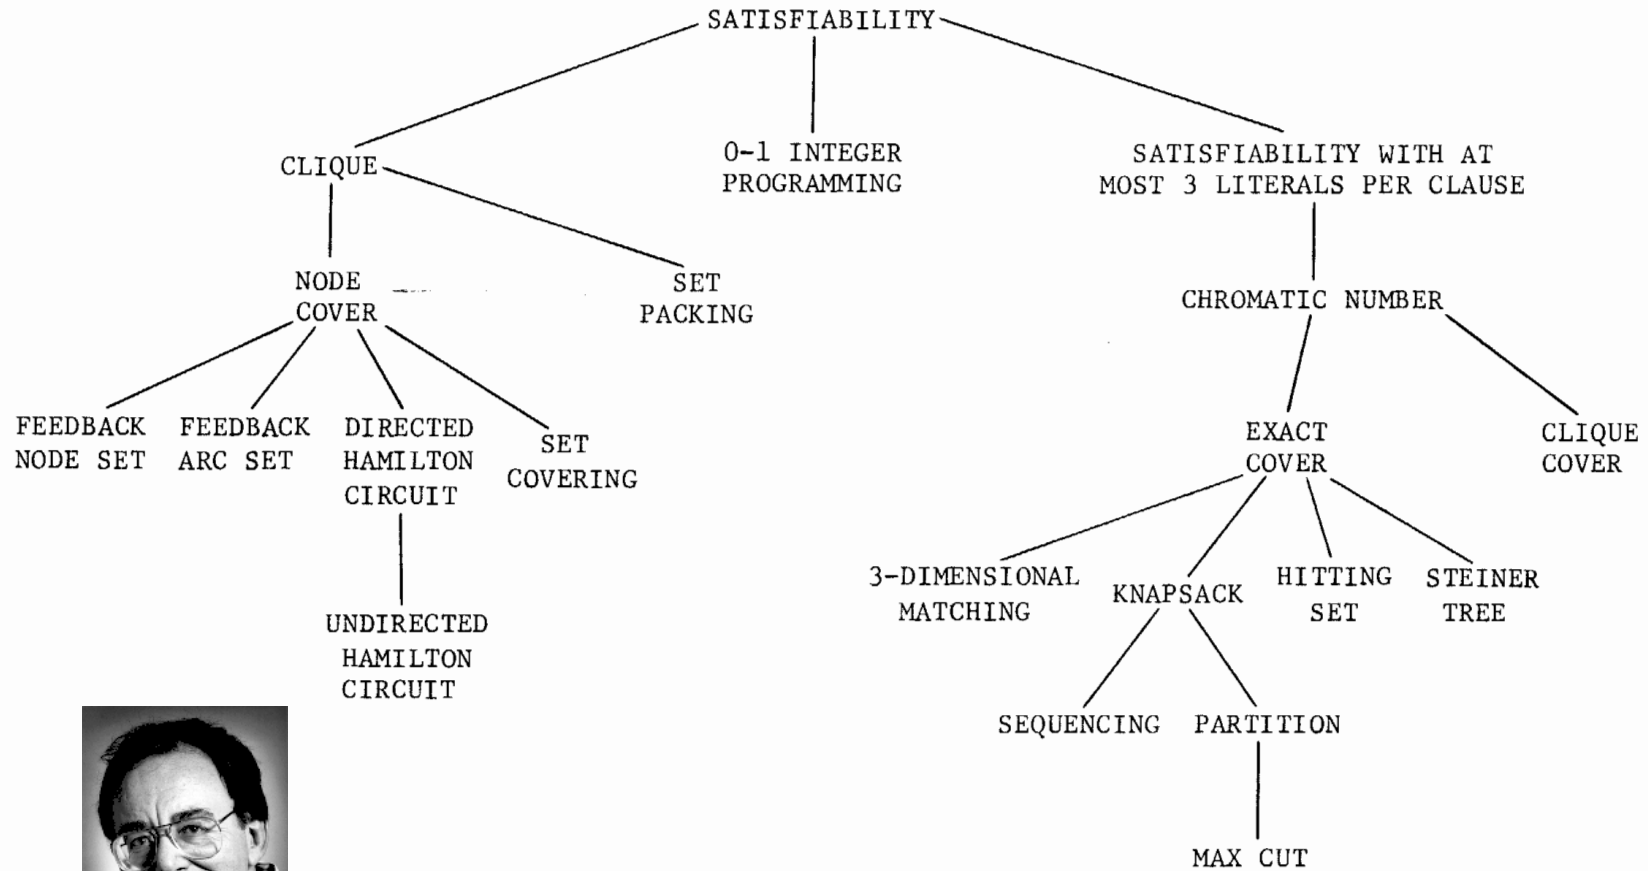 SATISFIABILITY
CLIQUE
0-1 INTEGER
PROGRAMMING
SATISFIABILITY WITH AT
MOST 3 LITERALS PER CLAUSE
NODE
COVER
SET
PACKING
CHROMATIC NUMBER
FEEDBACK
NODE SET
FEEDBACK
ARC SET
DIRECTED
HAMILTON
CIRCUIT
SET
COVERING
EXACT
COVER
CLIQUE
COVER
3-DIMENSIONAL
MATCHING
KNAPSACK
HITTING
SET
STEINER
TREE
UNDIRECTED
HAMILTON
CIRCUIT
SEQUENCING
PARTITION
MAX CUT